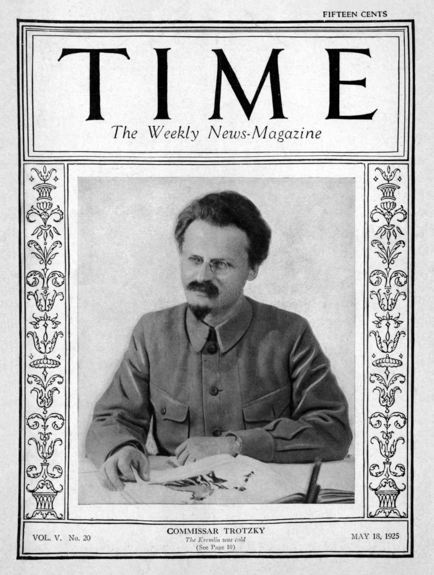 FIFTEEN CENTS
TIME
The Weekly News-Magazine
COMMISSAR TROTZKY
The Kremlin was cold
(See Page 10)
VOL. V. No. 20
MAY 18, 1925